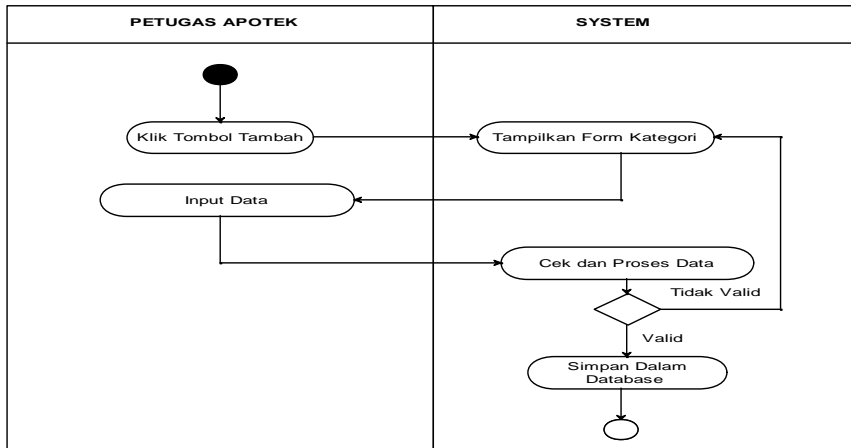 PETUGAS APOTEK
SYSTEM
Klik Tombol Tambah
Tampilkan Form Kategori
Input Data
Cek dan Proses Data
Tidak Valid
Valid
Simpan Dalam
Database